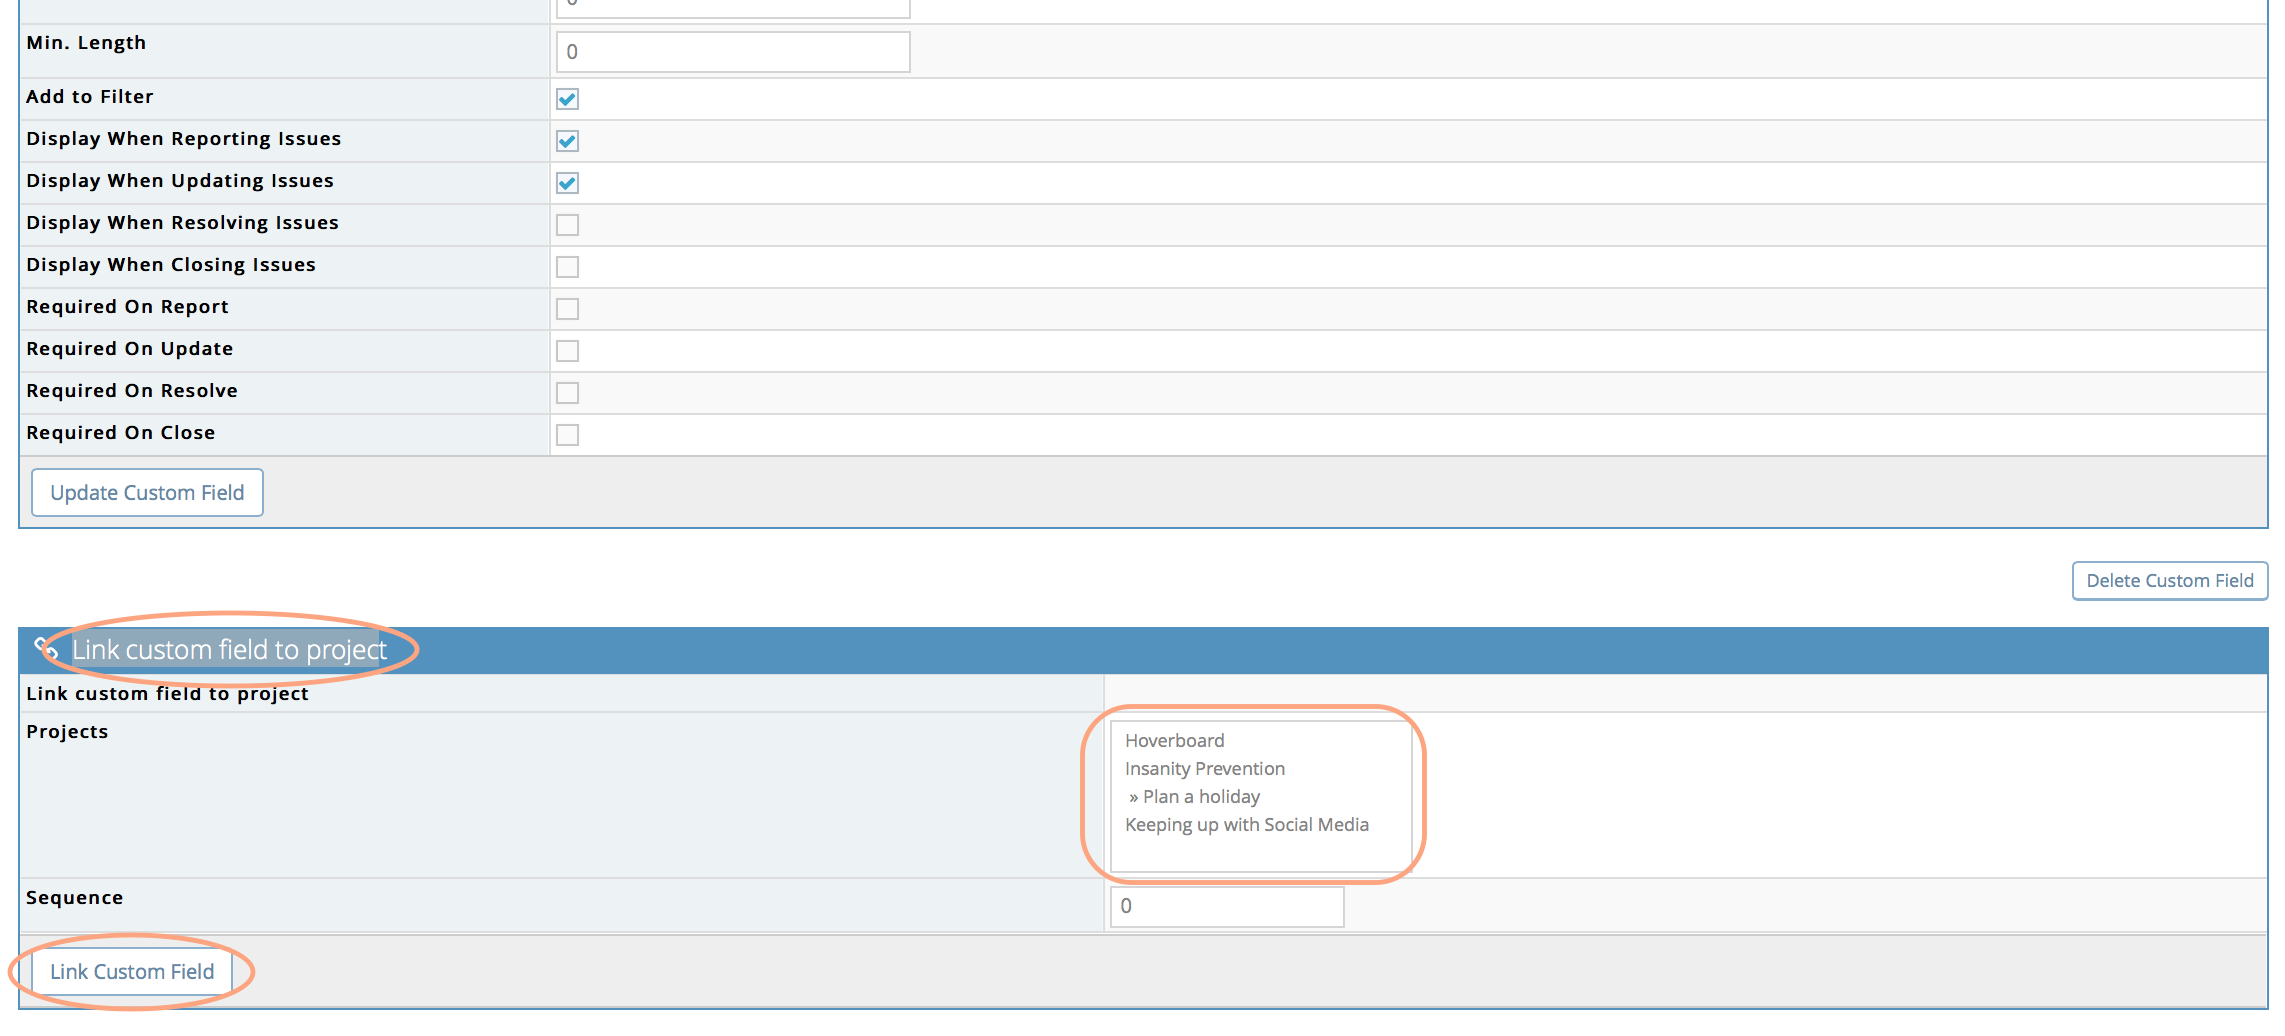 Min. Length
0
Add to Filter
Display When Reporting Issues
Display When Updating Issues
Display When Resolving Issues
Display When Closing Issues
Required On Report
Required On Update
Required On Resolve
Required On Close
Update Custom Field
Delete Custom Field
Link custom field to project
Link custom field to project
Projects
Hoverboard
Insanity Prevention
» Plan a holiday
Keeping up with Social Media
Sequence
0
Link Custom Field